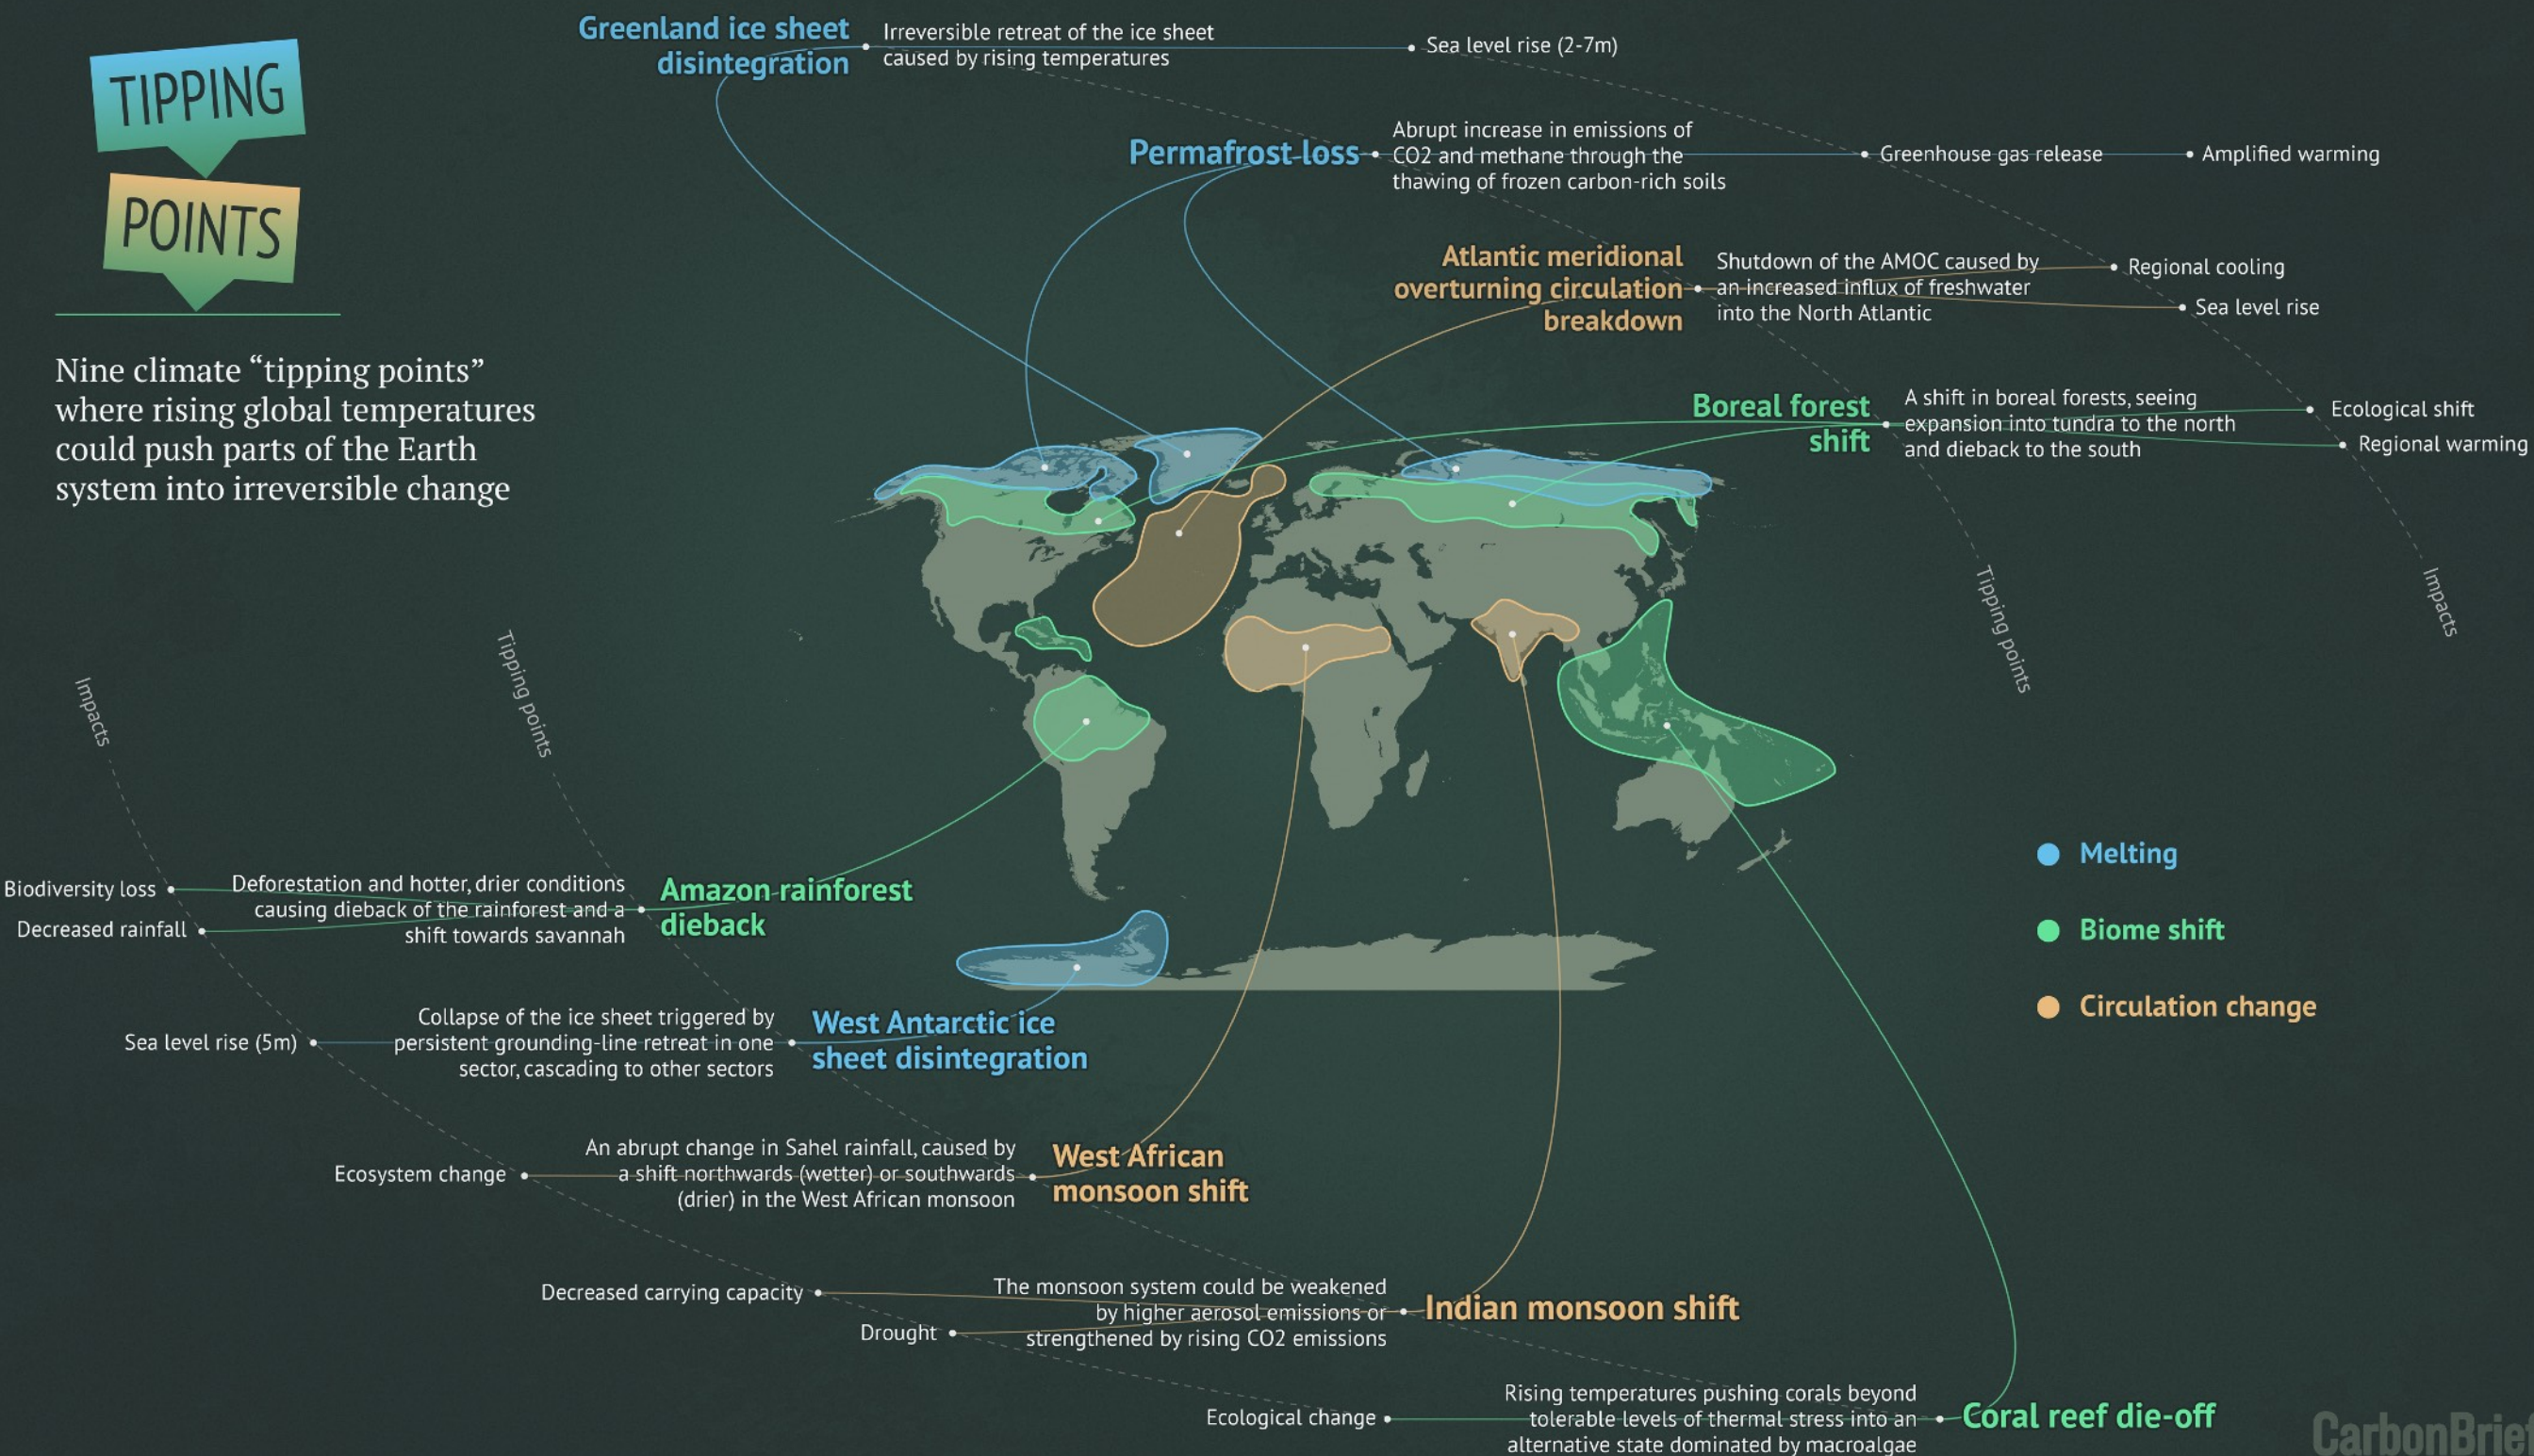 TIPPING
POINTS
Nine climate “tipping points”
where rising global temperatures
could push parts of the Earth
system into irreversible change
Greenland ice sheet
disintegration
Irreversible retreat of the ice sheet
caused by rising temperatures
Sea level rise (2-7m)
Permafrost loss
Abrupt increase in emissions of
CO2 and methane through the
thawing of frozen carbon-rich soils
Greenhouse gas release
Amplified warming
Atlantic meridional
overturning circulation
breakdown
Shutdown of the AMOC caused by
an increased influx of freshwater
into the North Atlantic
Regional cooling
Sea level rise
Boreal forest
shift
A shift in boreal forests, seeing
expansion into tundra to the north
and dieback to the south
Ecological shift
Regional warming
Tipping points
Impacts
Impacts
Tipping points
Melting
Biome shift
Circulation change
Biodiversity loss
Decreased rainfall
Deforestation and hotter, drier conditions
causing dieback of the rainforest and a
shift towards savannah
Amazon rainforest
dieback
Sea level rise (5m)
Collapse of the ice sheet triggered by
persistent grounding-line retreat in one
sector, cascading to other sectors
West Antarctic ice
sheet disintegration
Ecosystem change
An abrupt change in Sahel rainfall, caused by
a shift northwards (wetter) or southwards
(drier) in the West African monsoon
West African
monsoon shift
Decreased carrying capacity
Drought
The monsoon system could be weakened
by higher aerosol emissions or
strengthened by rising CO2 emissions
Indian monsoon shift
Ecological change
Rising temperatures pushing corals beyond
tolerable levels of thermal stress into an
alternative state dominated by macroalgae
Coral reef die-off
CarbonBrief